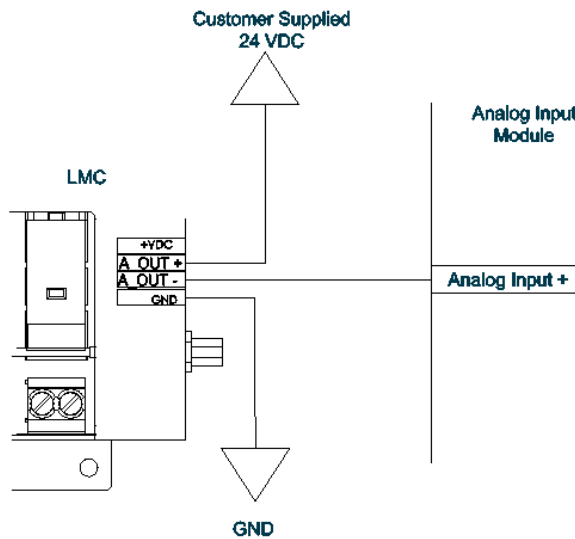 Customer Supplied
24 VDC
Analog Input
Module
LMC
+VDC
A_OUT +
A_OUT -
GND
Analog Input +
GND